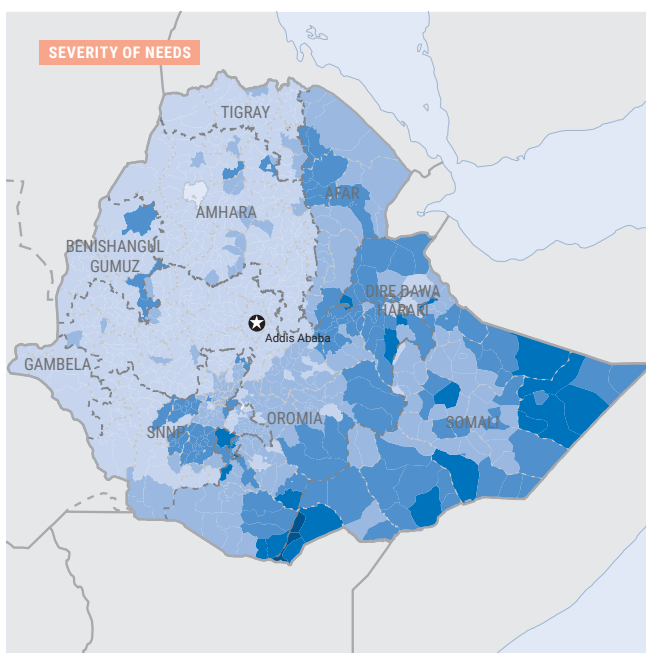 SEVERITY OF NEEDS
TIGRAY
AFAR
AMHARA
BENISHANGUL
GUMUZ
DIRE DAWA
HARARI
Addis Ababa
GAMBELA
OROMIA
SOMALI
SNNP